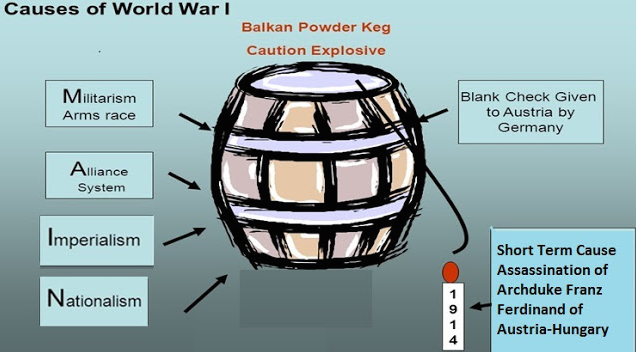 Causes of World War I
Balkan Powder Keg
Caution Explosive
Militarism
Arms race
Alliance
System
Imperialism
Nationalism
Blank Check Given
to Austria by
Germany
1
9
1
4
Short Term Cause
Assassination of
Archduke Franz
Ferdinand of
Austria-Hungary